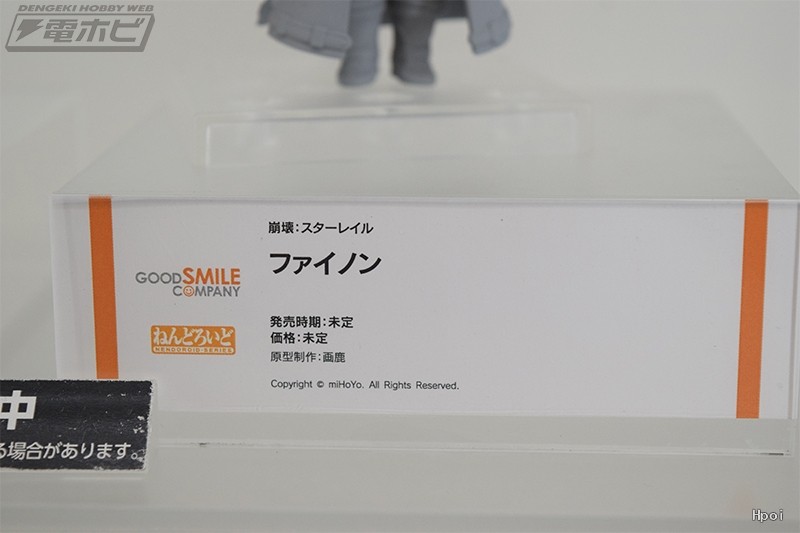 DENGEKI HOBBY WEB
電ホビ
崩壊：スターレイル
ファイノン
GOOD SMILE
COMPANY
ねんどろいど
NENDOROID-SERIES
発売時期：未定
価格：未定
原型制作：画鹿
Copyright © miHoYo. All Rights Reserved.
中
る場合があります。
Hpoi